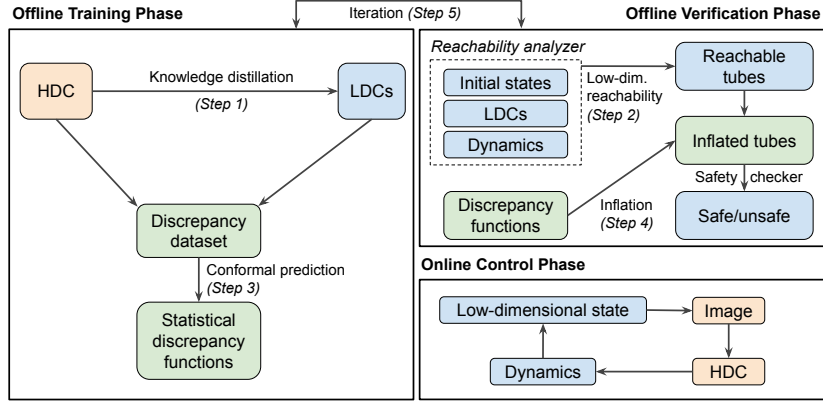 Offline Training Phase
Iteration (Step 5)
Offline Verification Phase
HDC
Knowledge distillation
(Step 1)
LDCs
Discrepancy
dataset
Conformal prediction
(Step 3)
Statistical
discrepancy
functions
Reachability analyzer
Initial states
LDCs
Dynamics
Low-dim.
reachability
(Step 2)
Reachable
tubes
Inflated tubes
Safety checker
Discrepancy
functions
Inflation
(Step 4)
Safe/unsafe
Online Control Phase
Low-dimensional state
Image
Dynamics
HDC